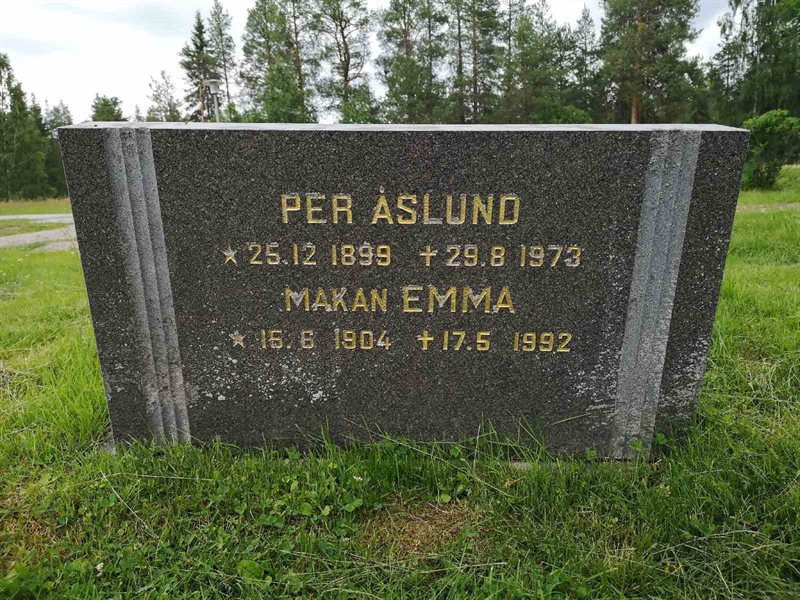 PER ÅSLUND
★ 25.12 1899 ✝ 29.8 1973
MAKAN EMMA
★ 15.6 1904 ✝ 17.5 1992